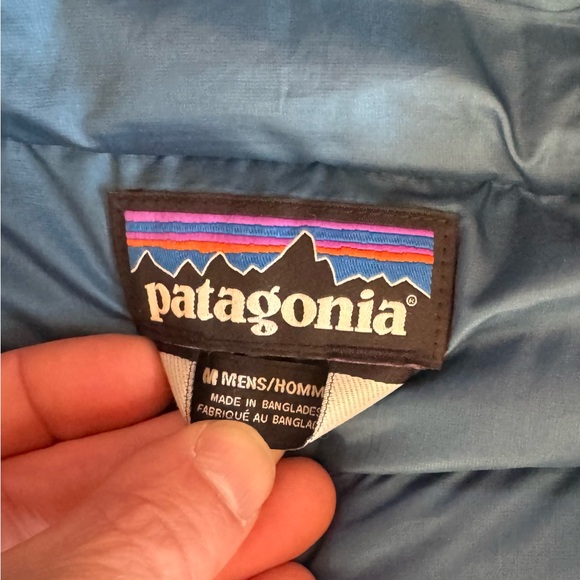 patagonia®
M MENS/HOMM
MADE IN BANGLADES
FABRIQUÉ AU BANGLAD